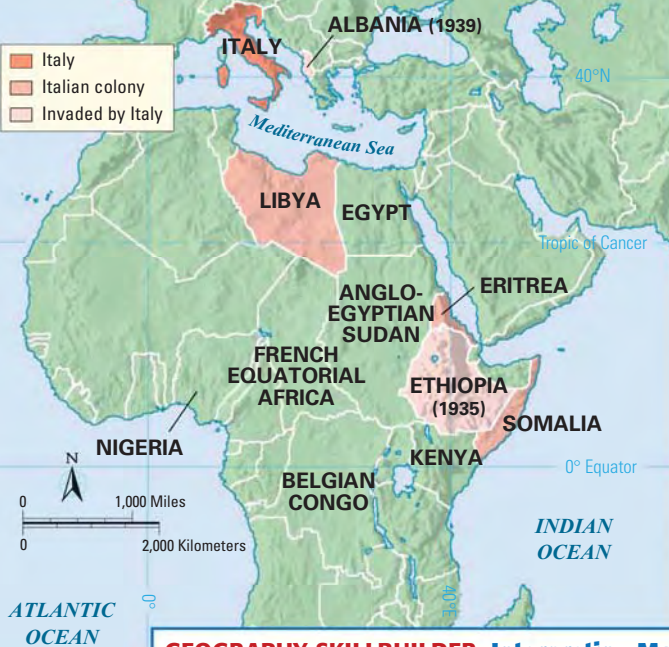 ALBANIA (1939)
ITALY
Italy
Italian colony
Invaded by Italy
40°N
Mediterranean Sea
LIBYA
EGYPT
Tropic of Cancer
ERITREA
ANGLO-
EGYPTIAN
SUDAN
FRENCH
EQUATORIAL
AFRICA
ETHIOPIA
(1935)
SOMALIA
NIGERIA
KENYA
0° Equator
BELGIAN
CONGO
N
0 1,000 Miles
0 2,000 Kilometers
INDIAN
OCEAN
0°
40°E
ATLANTIC
OCEAN
GEOGRAPHY SKILLBUILDER: